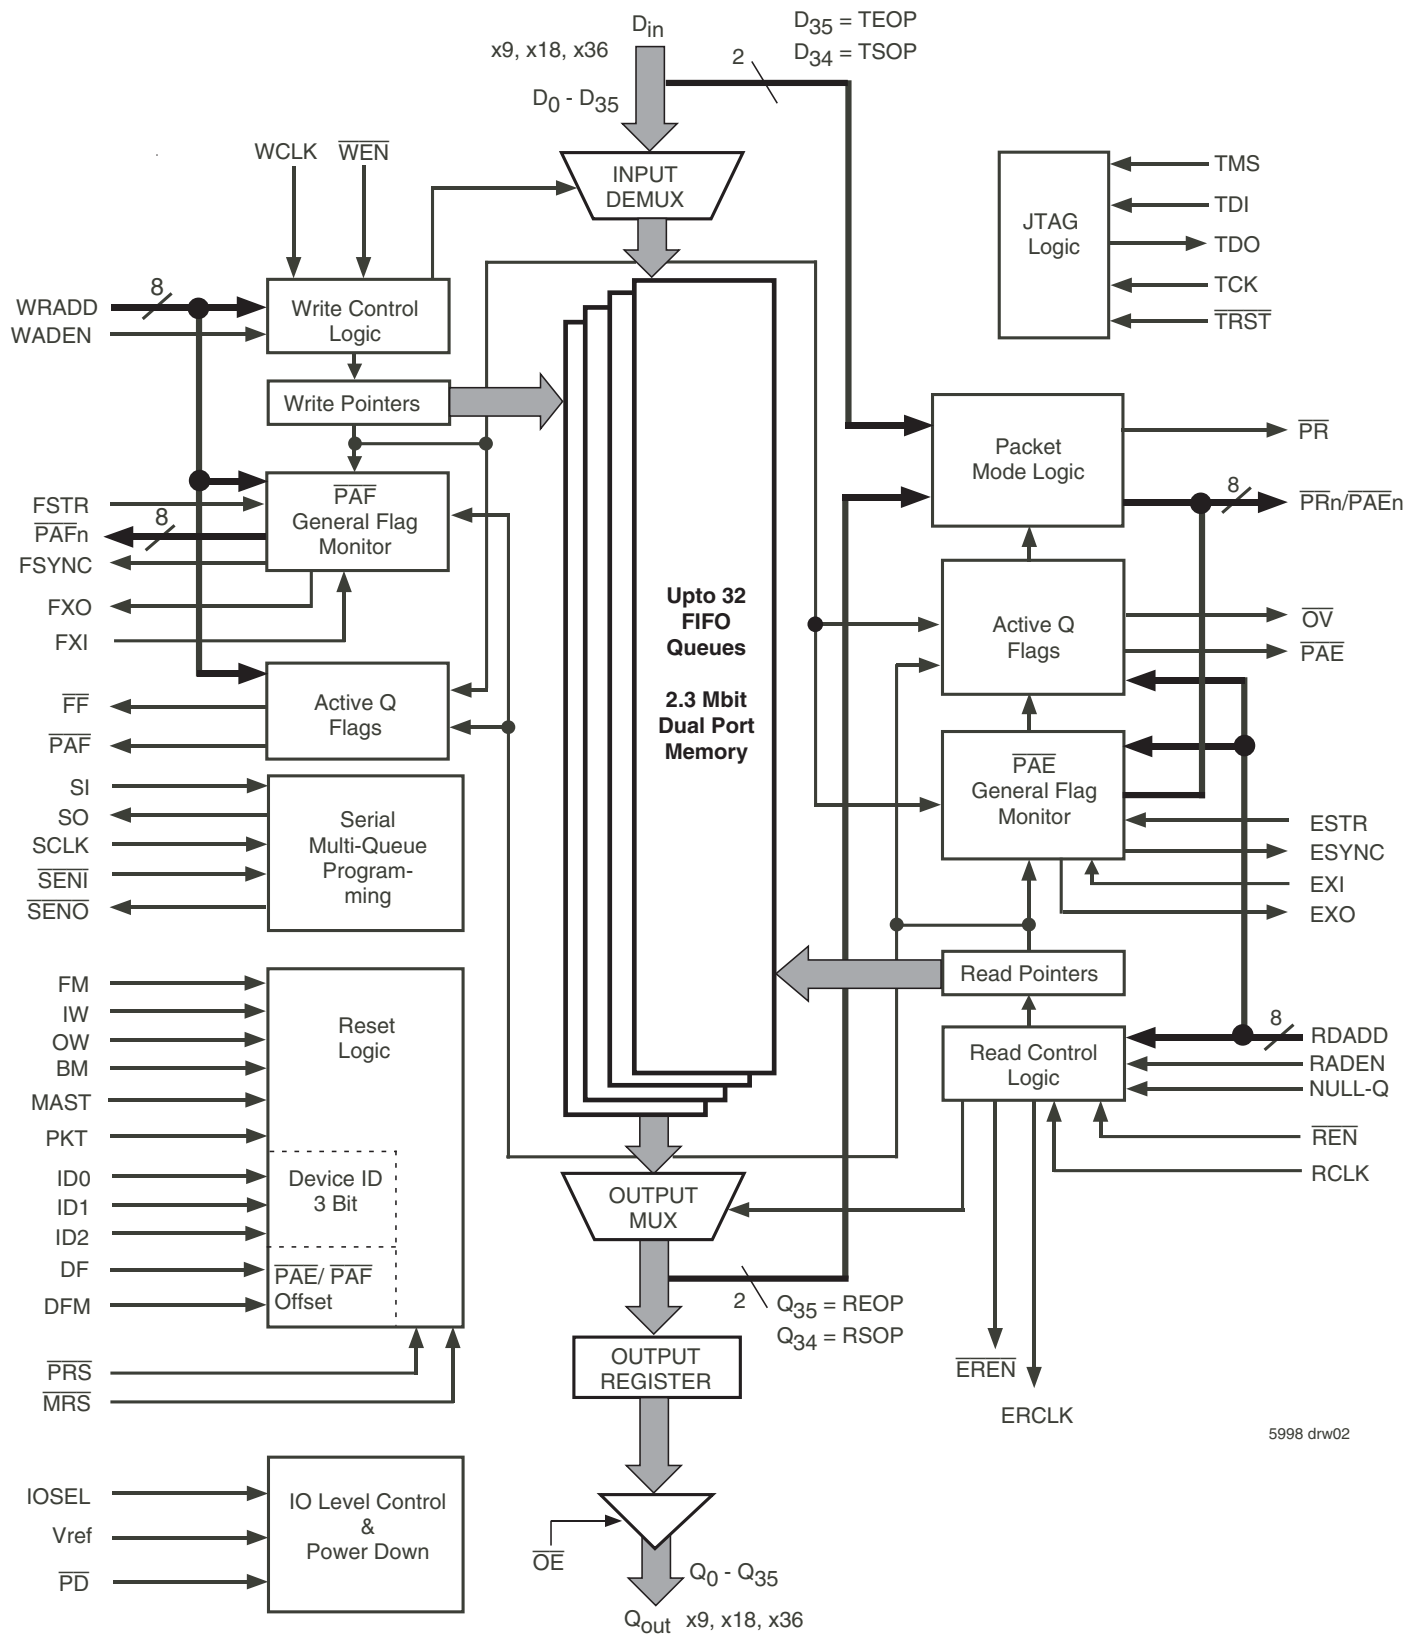 Din
x9, x18, x36
D0 - D35
D35 = TEOP
D34 = TSOP
2
INPUT
DEMUX
WCLK
WEN
WRADD
8
WADEN
Write Control
Logic
Write Pointers
FSTR
PAFn
8
FSYNC
FXO
FXI
PAF
General Flag
Monitor
FF
PAF
Active Q
Flags
SI
SO
SCLK
SENI
SENO
Serial
Multi-Queue
Program-
ming
FM
IW
OW
BM
MAST
PKT
ID0
ID1
ID2
DF
DFM
Reset
Logic
Device ID
3 Bit
PAE/ PAF
Offset
PRS
MRS
IOSEL
Vref
PD
IO Level Control
&
Power Down
Upto 32
FIFO
Queues
2.3 Mbit
Dual Port
Memory
OUTPUT
MUX
2
Q35 = REOP
Q34 = RSOP
OUTPUT
REGISTER
OE
Q0 - Q35
Qout x9, x18, x36
JTAG
Logic
TMS
TDI
TDO
TCK
TRST
Packet
Mode Logic
PR
8
PRn/PAEn
Active Q
Flags
OV
PAE
PAE
General Flag
Monitor
ESTR
ESYNC
EXI
EXO
Read Pointers
Read Control
Logic
8
RDADD
RADEN
NULL-Q
REN
RCLK
EREN
ERCLK
5998 drw02